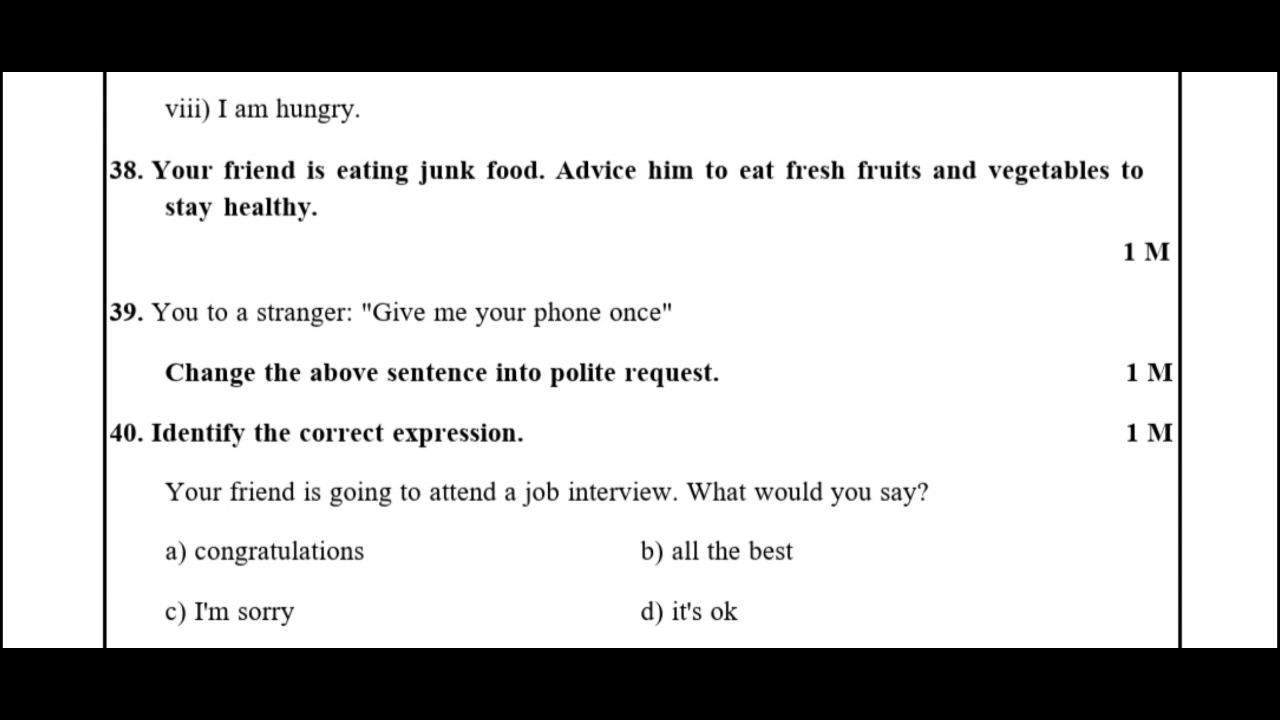 viii) I am hungry.
38. Your friend is eating junk food. Advice him to eat fresh fruits and vegetables to
stay healthy.
1 M
39. You to a stranger: "Give me your phone once"
Change the above sentence into polite request. 1 M
40. Identify the correct expression. 1 M
Your friend is going to attend a job interview. What would you say?
a) congratulations b) all the best
c) I'm sorry d) it's ok